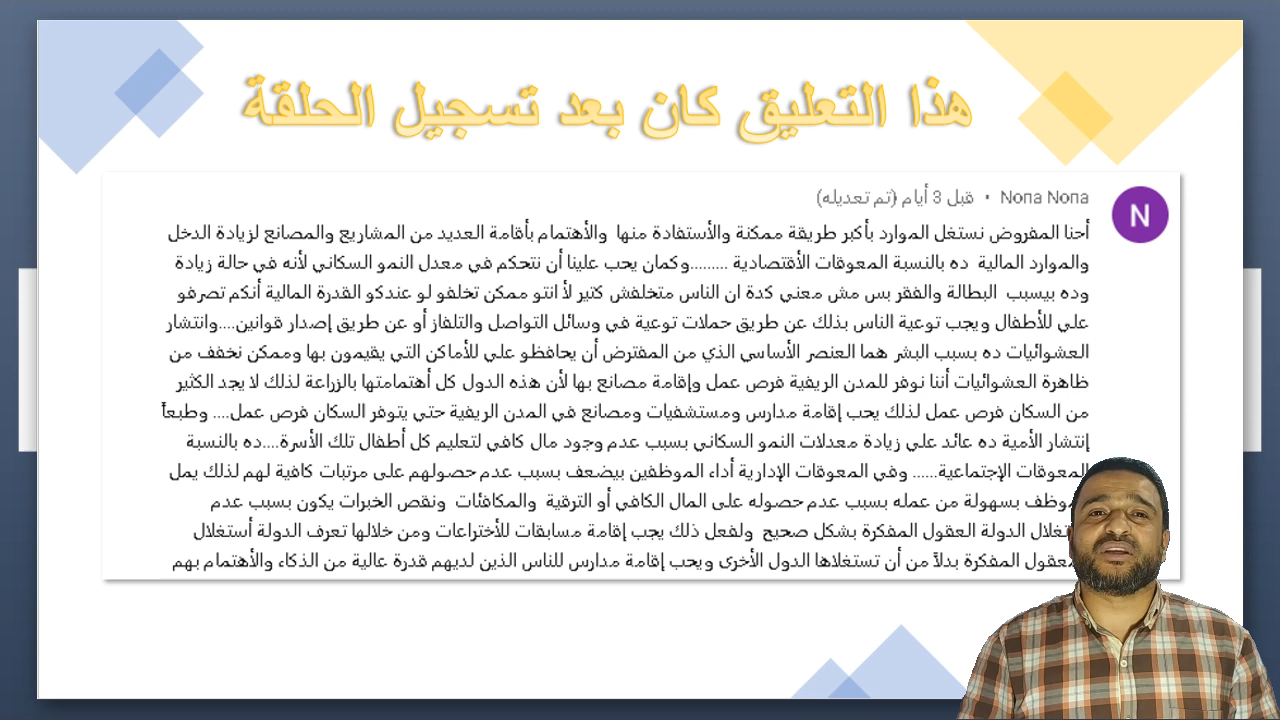 هذا التعليق كان بعد تسجيل الحلقة
Nona Nona • قبل 3 أيام (تم تعديله)
N
أحنا المفروض نستغل الموارد بأكبر طريقة ممكنة والأستفادة منها والأهتمام بأقامة العديد من المشاريع والمصانع لزيادة الدخل
والموارد المالية ده بالنسبة المعوقات الأقتصادية .........وكمان يحب علينا أن نتحكم في معدل النمو السكاني لأنه في حالة زيادة
وده بيسبب البطالة والفقر بس مش معني كدة ان الناس متخلفش كتير لأ انتو ممكن تخلفو لو عندكو القدرة المالية أنكم تصرفو
علي للأطفال ويجب توعية الناس بذلك عن طريق حملات توعية في وسائل التواصل والتلفاز أو عن طريق إصدار قوانين....وانتشار
العشوائيات ده بسبب البشر هما العنصر الأساسي الذي من المفترض أن يحافظو علي للأماكن التي يقيمون بها وممكن نخفف من
ظاهرة العشوائيات أننا نوفر للمدن الريفية فرص عمل وإقامة مصانع بها لأن هذه الدول كل أهتمامتها بالزراعة لذلك لا يجد الكثير
من السكان فرص عمل لذلك يحب إقامة مدارس ومستشفيات ومصانع في المدن الريفية حتي يتوفر السكان فرص عمل.... وطبعاً
إنتشار الأمية ده عائد علي زيادة معدلات النمو السكاني بسبب عدم وجود مال كافي لتعليم كل أطفال تلك الأسرة....ده بالنسبة
المعوقات الإجتماعية...... وفي المعوقات الإدارية أداء الموظفين بيضعف بسبب عدم حصولهم على مرتبات كافية لهم لذلك يمل
بسهولة من عمله بسبب عدم حصوله على المال الكافي أو الترقية والمكافئات ونقص الخبرات يكون بسبب عدم
الدولة العقول المفكرة بشكل صحيح ولفعل ذلك يجب إقامة مسابقات للأختراعات ومن خلالها تعرف الدولة أستغلال
المفكرة بدلاً من أن تستغلاها الدول الأخرى ويحب إقامة مدارس للناس الذين لديهم قدرة عالية من الذكاء والأهتمام بهم